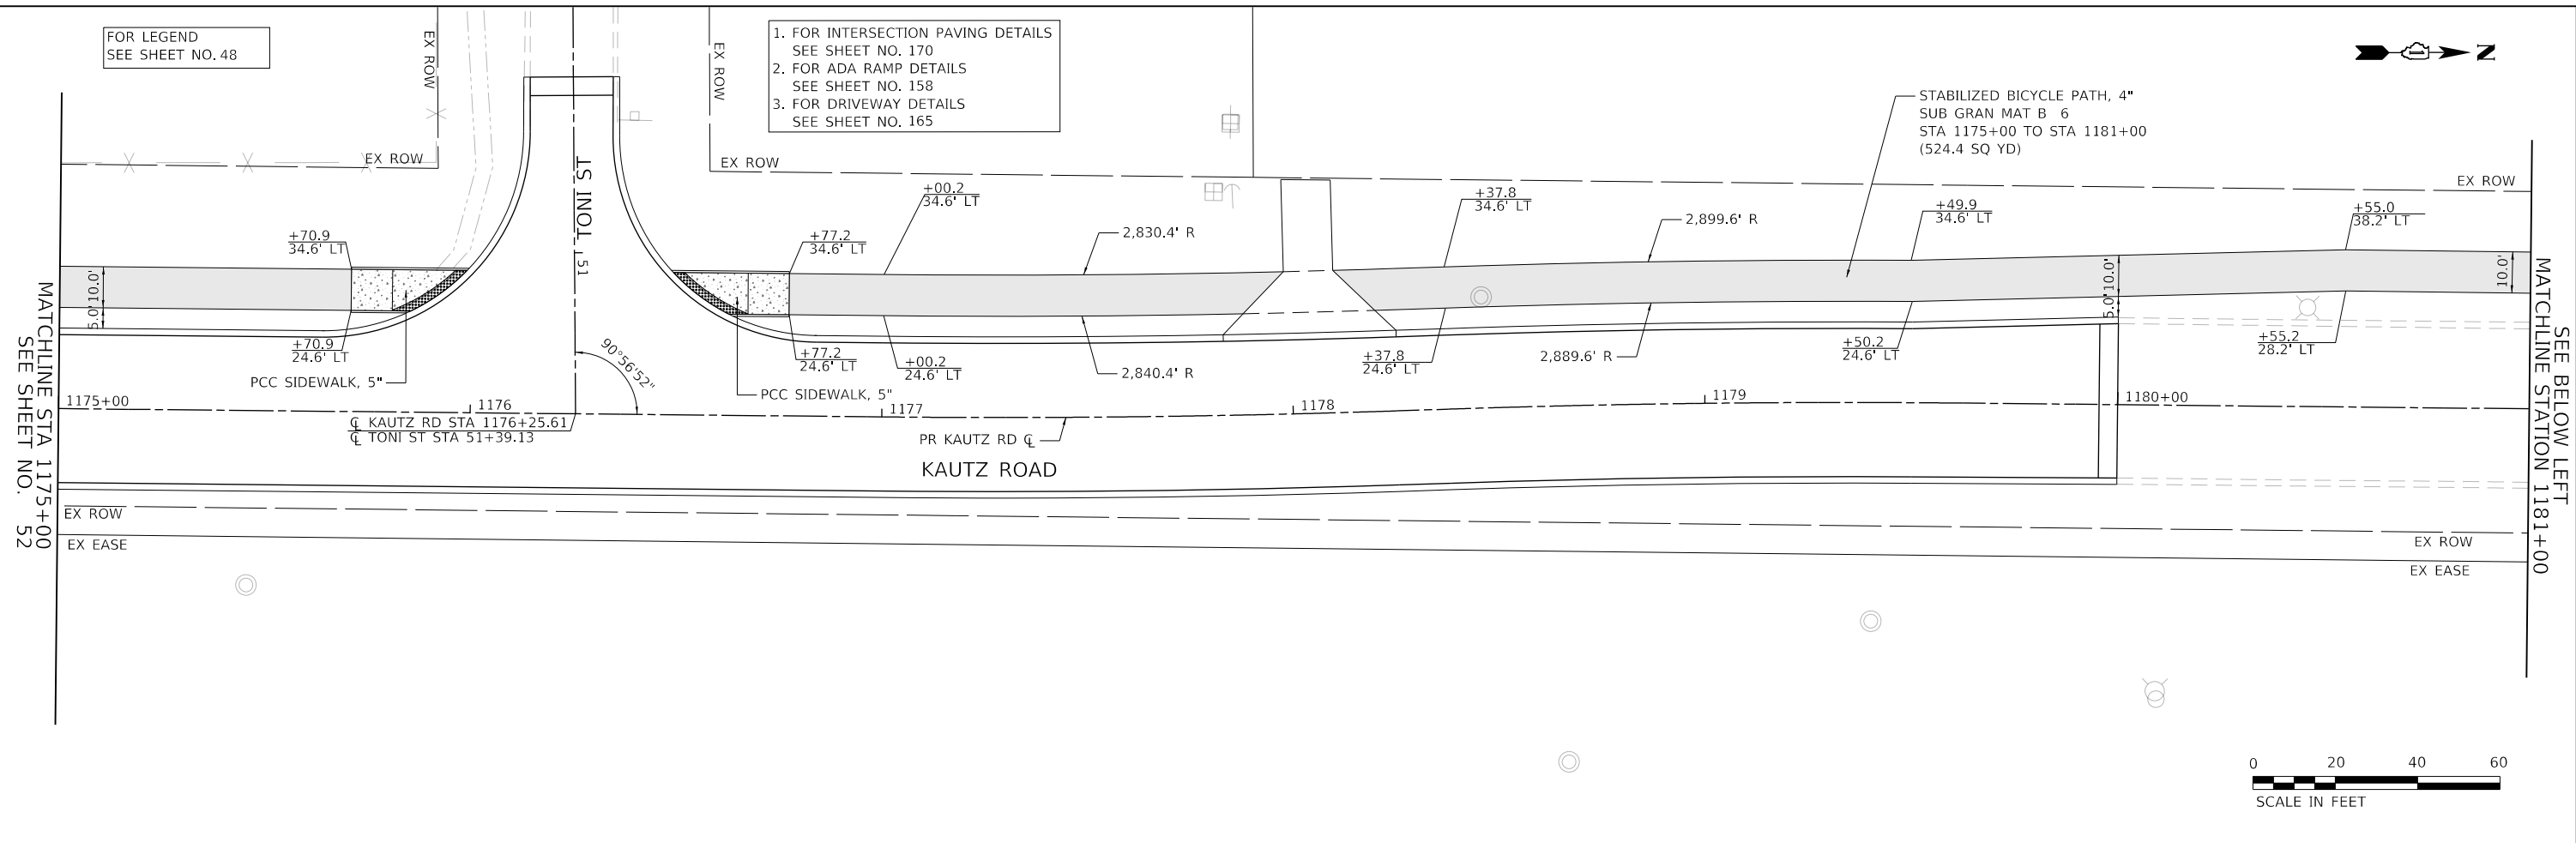 FOR LEGEND
SEE SHEET NO. 48
EX ROW
EX ROW
1. FOR INTERSECTION PAVING DETAILS
SEE SHEET NO. 170
2. FOR ADA RAMP DETAILS
SEE SHEET NO. 158
3. FOR DRIVEWAY DETAILS
SEE SHEET NO. 165
N
STABILIZED BICYCLE PATH, 4"
SUB GRAN MAT B 6
STA 1175+00 TO STA 1181+00
(524.4 SQ YD)
EX ROW
EX ROW
EX ROW
TONI ST
51
+70.9
34.6' LT
+77.2
34.6' LT
+00.2
34.6' LT
2,830.4' R
+37.8
34.6' LT
2,899.6' R
+49.9
34.6' LT
+55.0
38.2' LT
10.0'
5.0'
10.0'
5.0'
10.0'
+70.9
24.6' LT
PCC SIDEWALK, 5"
90°56'52"
+77.2
24.6' LT
PCC SIDEWALK, 5"
+00.2
24.6' LT
2,840.4' R
+37.8
24.6' LT
2,889.6' R
+50.2
24.6' LT
+55.2
28.2' LT
1175+00
1176
1177
1178
1179
1180+00
℄ KAUTZ RD STA 1176+25.61
℄ TONI ST STA 51+39.13
PR KAUTZ RD ℄
KAUTZ ROAD
MATCHLINE STA 1175+00
SEE SHEET NO. 52
SEE BELOW LEFT
MATCHLINE STATION 1181+00
EX ROW
EX EASE
EX ROW
EX EASE
0 20 40 60
SCALE IN FEET